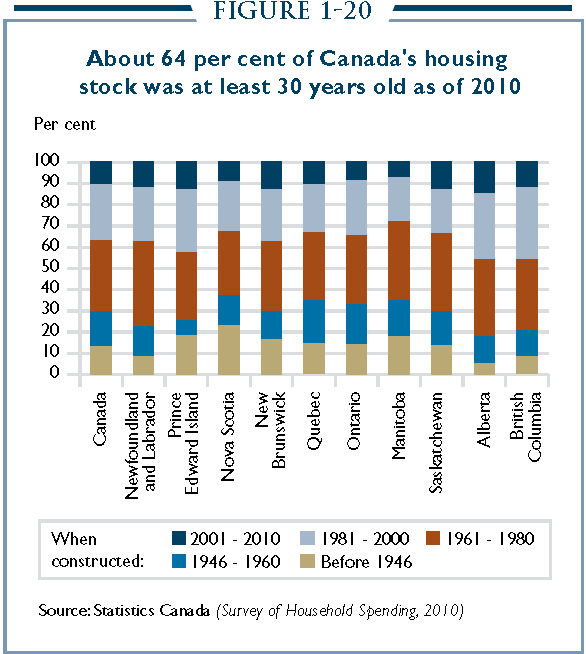 FIGURE 1-20
About 64 per cent of Canada's housing
stock was at least 30 years old as of 2010
Per cent
100
90
80
70
60
50
40
30
20
10
0
Canada
Newfoundland
and Labrador
Prince
Edward Island
Nova Scotia
New
Brunswick
Quebec
Ontario
Manitoba
Saskatchewan
Alberta
British
Columbia
When
constructed:
2001 - 2010
1981 - 2000
1961 - 1980
1946 - 1960
Before 1946
Source: Statistics Canada (Survey of Household Spending, 2010)